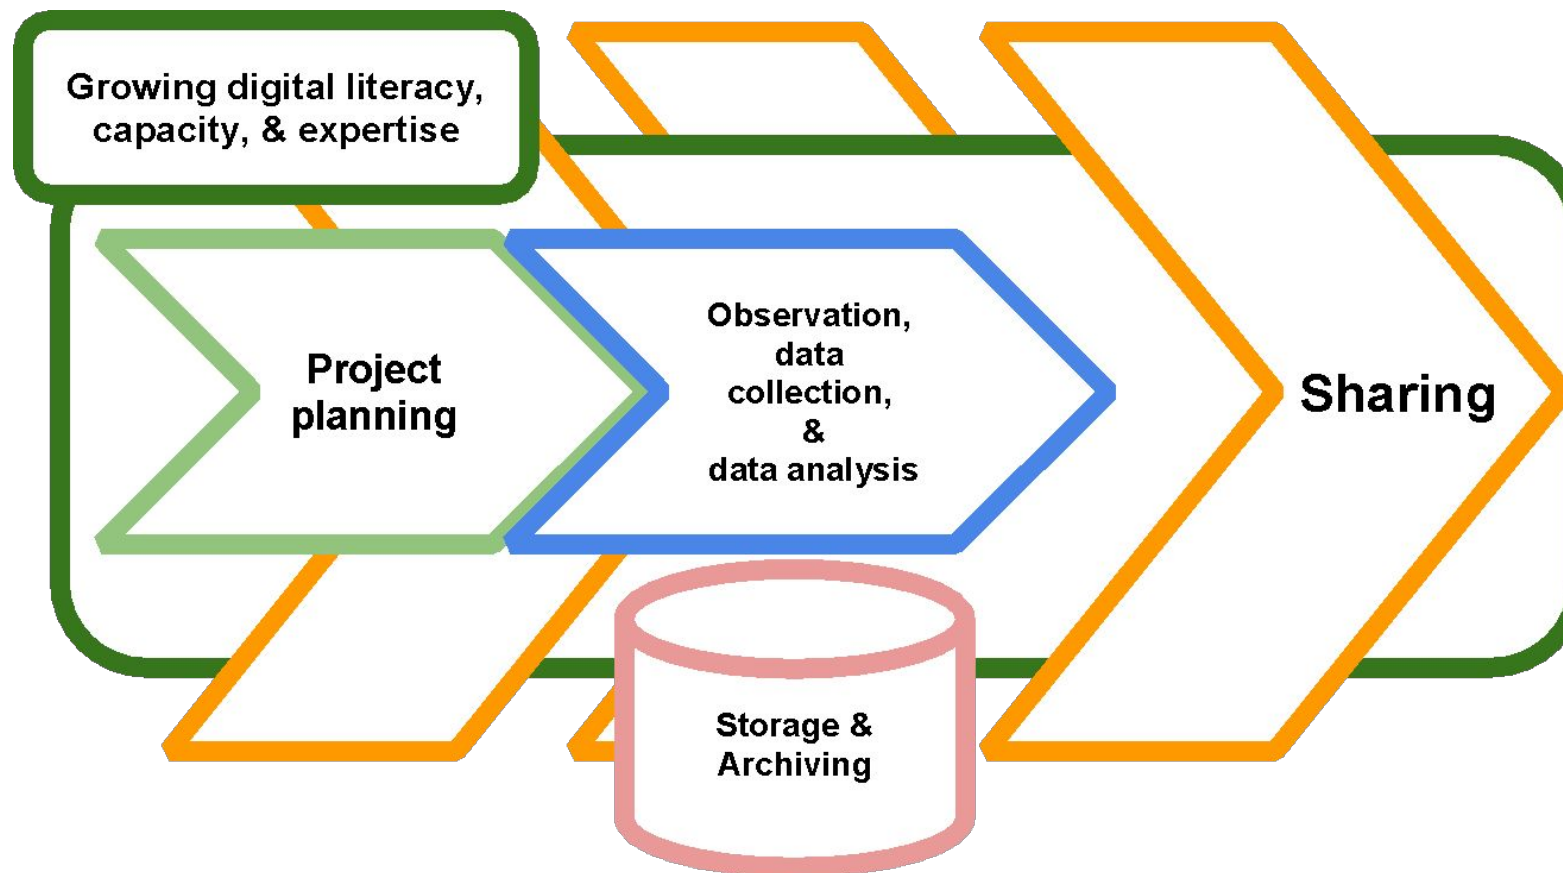 Growing digital literacy,
capacity, & expertise
Project
planning
Observation,
data
collection,
&
data analysis
Sharing
Storage &
Archiving